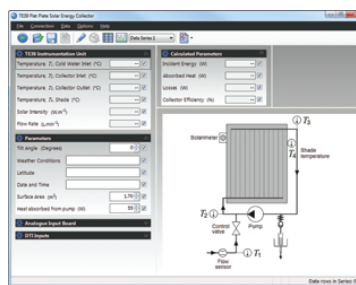 TE39 Flat Plate Solar Energy Collector
File Connection Data Options Help
Data Series 1
TE39 Instrumentation Unit
Temperature, T₁, Cold Water Inlet (°C)
Temperature, T₂, Collector Inlet (°C)
Temperature, T₃, Collector Outlet (°C)
Temperature, T₄, Shade (°C)
Solar Intensity (W.m⁻²)
Flow Rate (L.min⁻¹)
Parameters
Tilt Angle (Degrees) 0
Weather Conditions
Latitude
Date and Time
Surface Area (m²) 1.70
Heat absorbed from pump (W)
Analogue Input Board
DTI Inputs
Calculated Parameters
Incident Energy (W)
Absorbed Heat (W)
Losses (W)
Collector Efficiency (%)
Solarimeter
T₃
T₄
Shade
temperature
T₂
Control
valve
Pump
Flow
sensor
T₁
Data rows in Series: 0